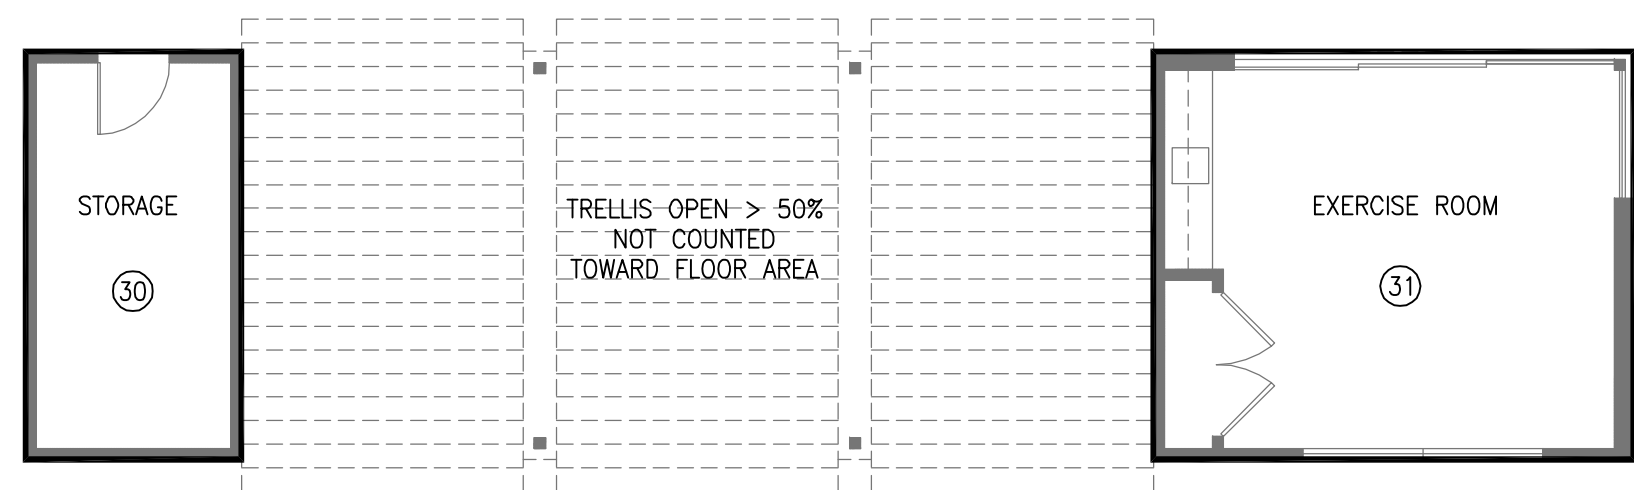 STORAGE
30
TRELLIS OPEN > 50%
NOT COUNTED
TOWARD FLOOR AREA
EXERCISE ROOM
31